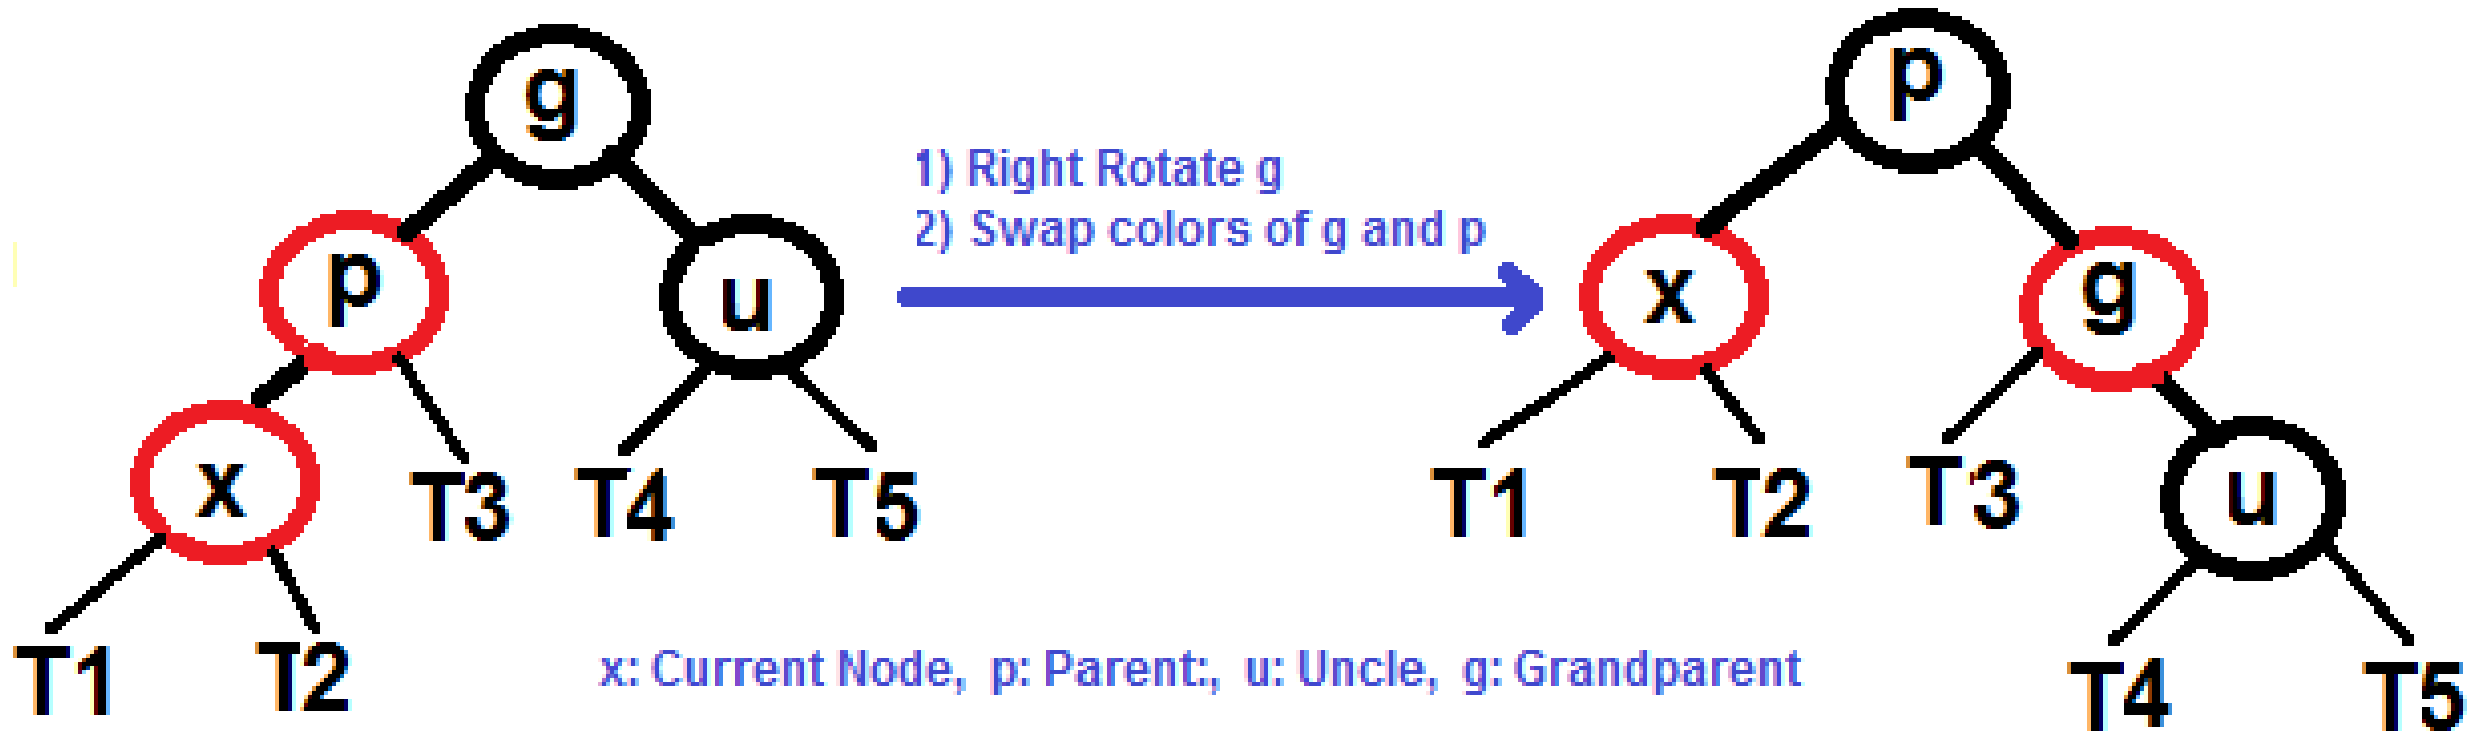 g
p
1) Right Rotate g
2) Swap colors of g and p
p
u
x
g
x
T3
T4
T5
T1
T2
T3
u
T1
T2
x: Current Node, p: Parent:, u: Uncle, g: Grandparent
T4
T5